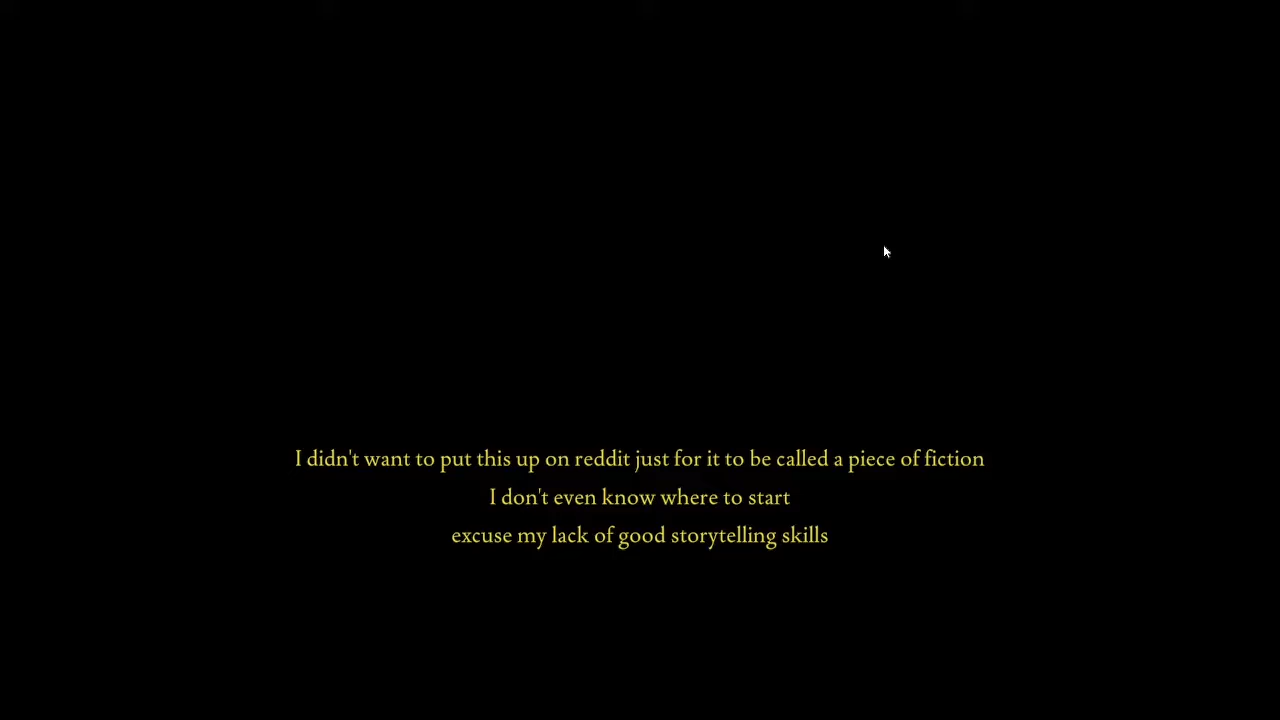 I didn't want to put this up on reddit just for it to be called a piece of fiction
I don't even know where to start
excuse my lack of good storytelling skills